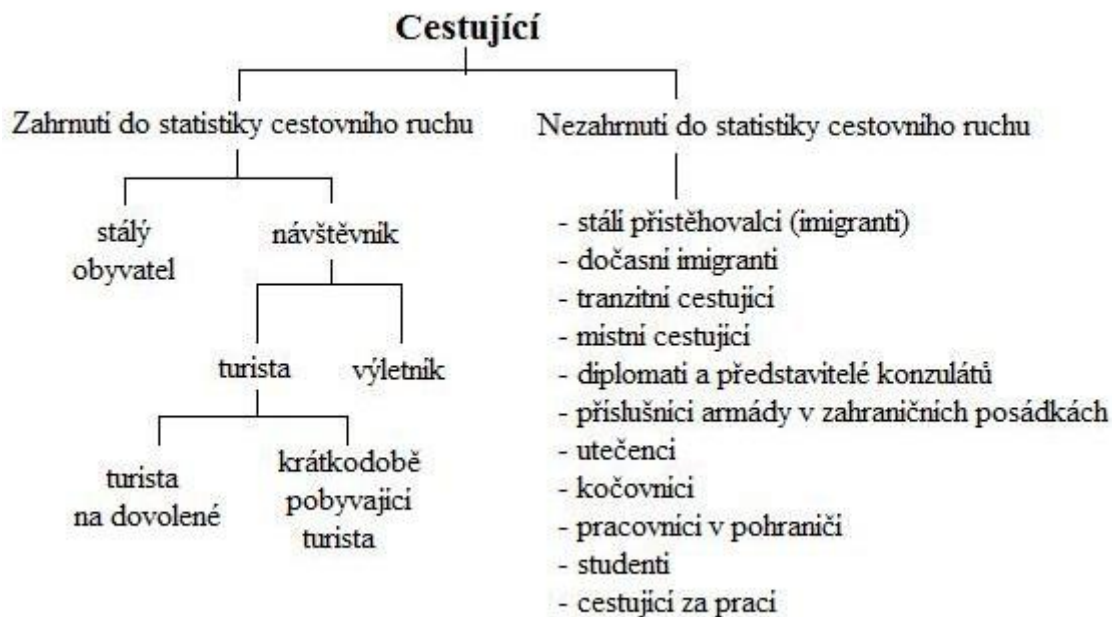 Cestující
Zahrnutí do statistiky cestovního ruchu
Nezahrnutí do statistiky cestovního ruchu
stálý
obyvatel
návštěvník
turista
výletník
turista
na dovolené
krátkodobě
pobyvající
turista
- stálí přistěhovalci (imigranti)
- dočasní imigranti
- tranzitní cestující
- místní cestující
- diplomati a představitelé konzulátů
- příslušníci armády v zahraničních posádkách
- utečenci
- kočovníci
- pracovníci v pohraničí
- studenti
- cestující za prací